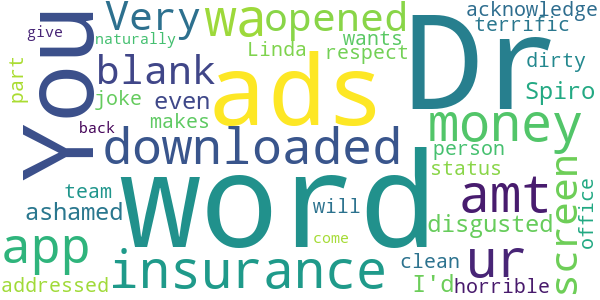 give
naturally
You
Very
wa
opened
Dr
acknowledge
terrific
wants
Linda
respect
part
blank
ads
dirty
joke
even
Spiro
back
makes
money
downloaded
person
word
status
screen
team
amt
office
ashamed
will
disgusted
app
ur
come
insurance
clean
addressed
I'd
horrible